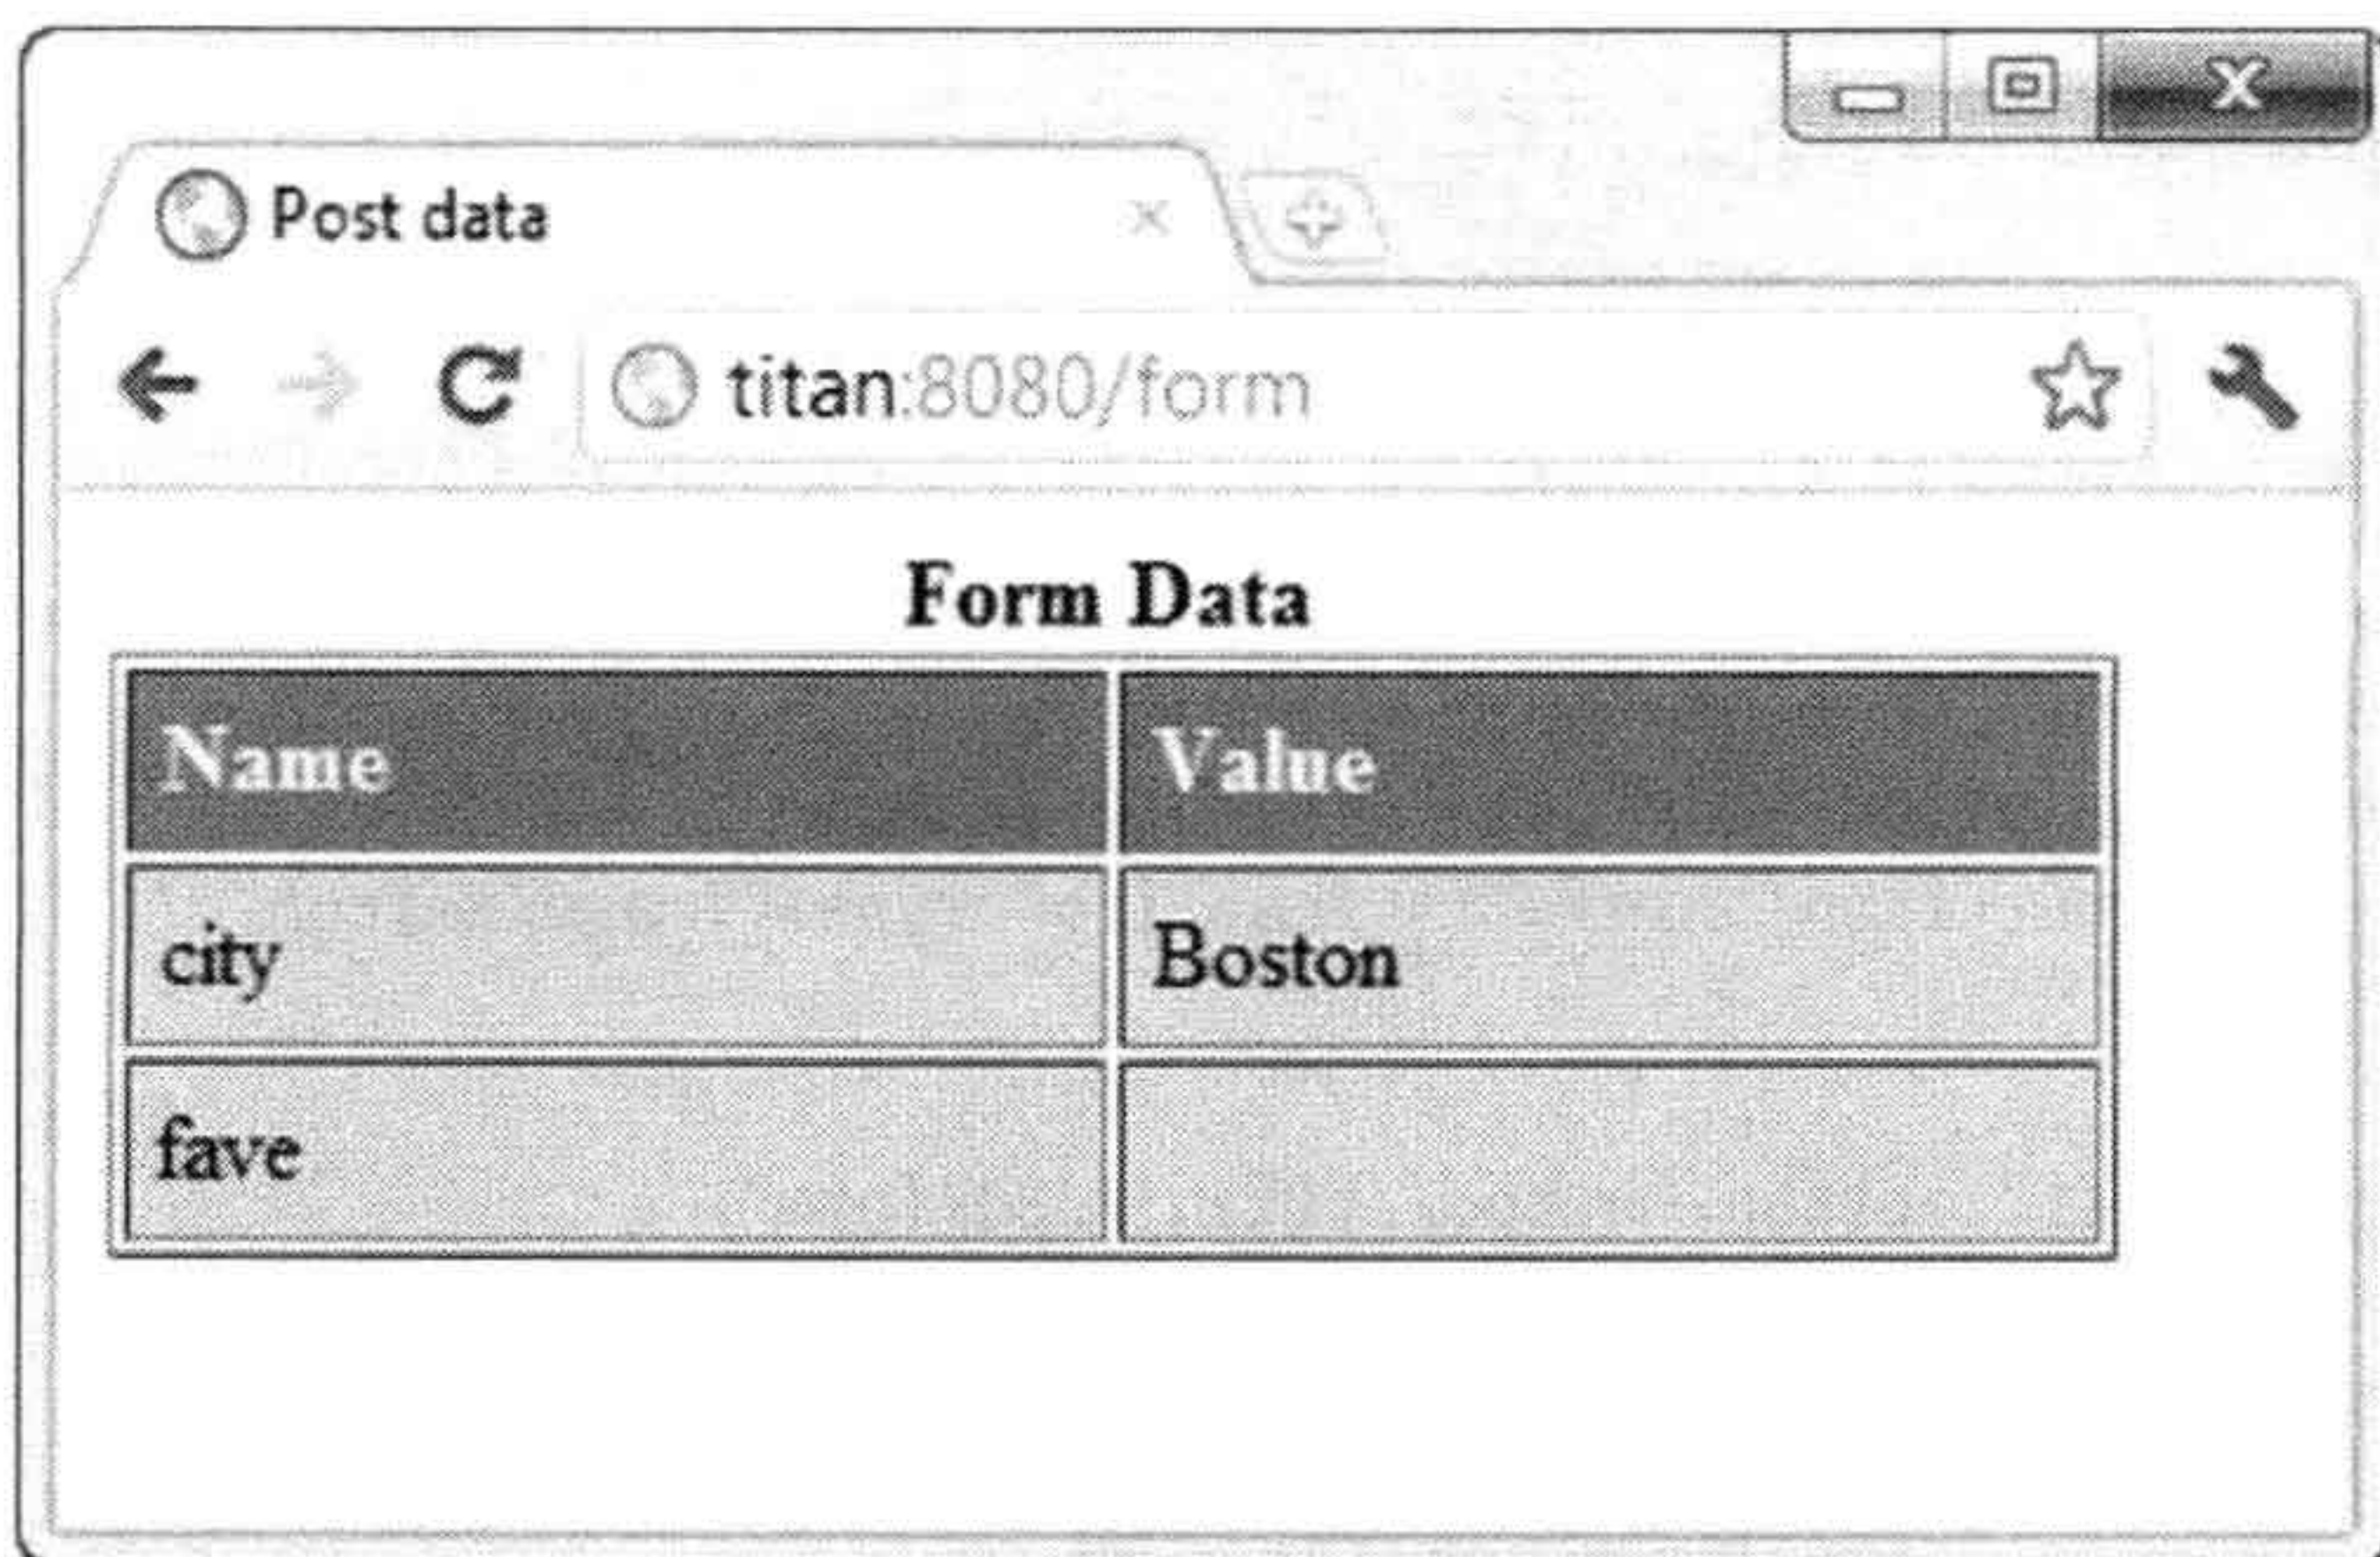 Post data
titan:8080/form
Form Data
Name Value
city Boston
fave